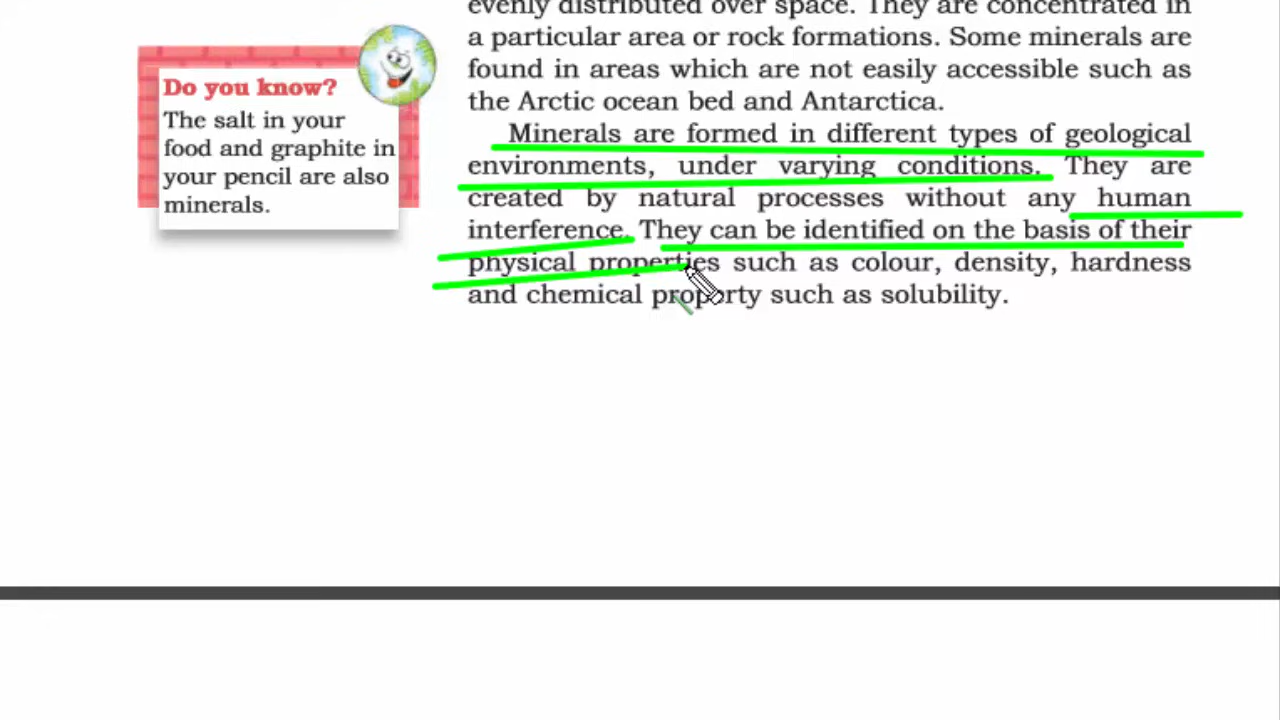 Do you know?
The salt in your
food and graphite in
your pencil are also
minerals.
evenly distributed over space. They are concentrated in
a particular area or rock formations. Some minerals are
found in areas which are not easily accessible such as
the Arctic ocean bed and Antarctica.
Minerals are formed in different types of geological
environments, under varying conditions. They are
created by natural processes without any human
interference. They can be identified on the basis of their
physical properties such as colour, density, hardness
and chemical property such as solubility.